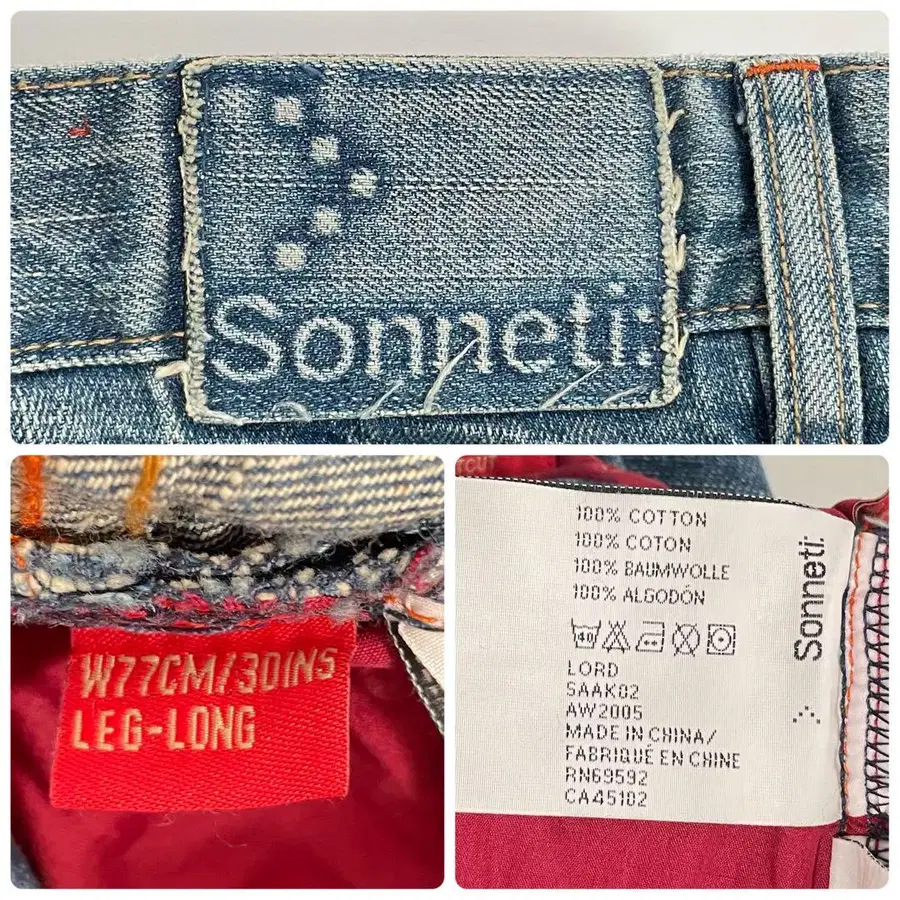 Sonneti:
W77CM/30INS
LEG-LONG
100% COTTON
100% COTON
100% BAUMWOLLE
100% ALGODÓN
40
LORD
SAAK02
AW2005
MADE IN CHINA/
FABRIQUÉ EN CHINE
RN69592
CA45102
Sonneti: